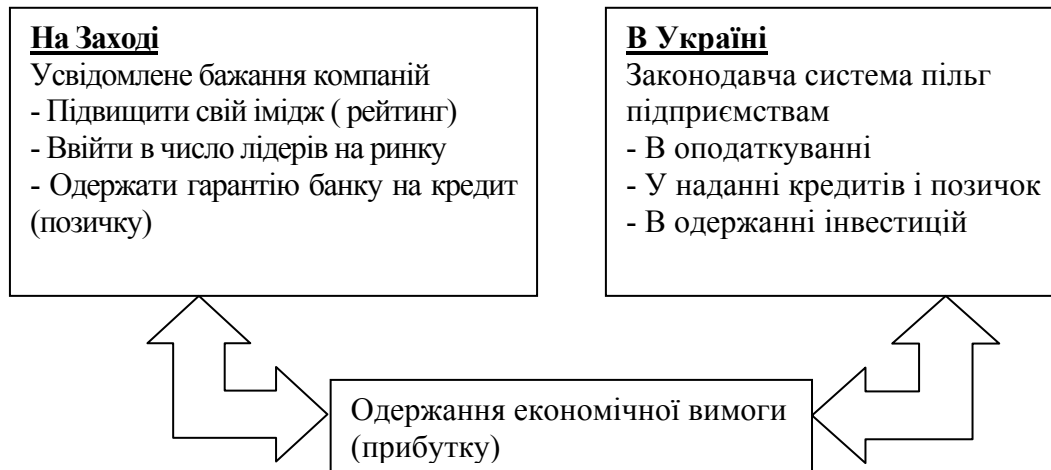 На Заході
Усвідомлене бажання компаній
- Підвищити свій імідж ( рейтинг)
- Ввійти в число лідерів на ринку
- Одержати гарантію банку на кредит
(позичку)
В Україні
Законодавча система пільг
підприємствам
- В оподаткуванні
- У наданні кредитів і позичок
- В одержанні інвестицій
Одержання економічної вимоги
(прибутку)